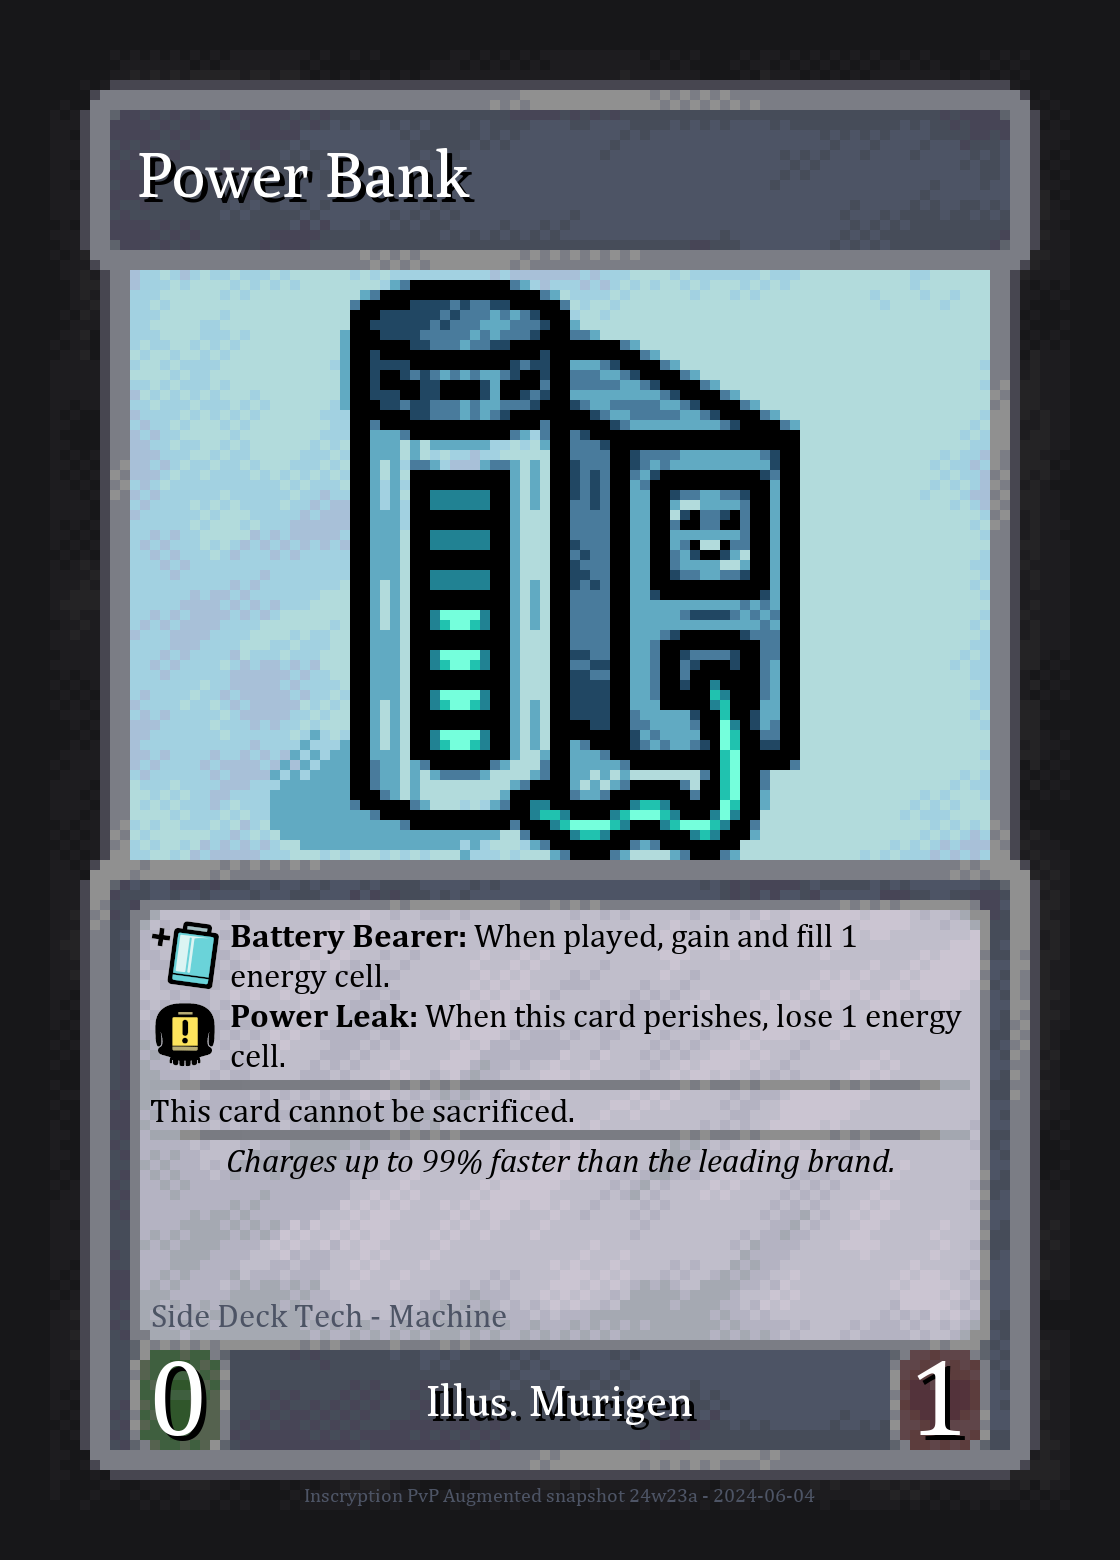 Power Bank
Battery Bearer: When played, gain and fill 1
energy cell.
Power Leak: When this card perishes, lose 1 energy
cell.
This card cannot be sacrificed.
Charges up to 99% faster than the leading brand.
Side Deck Tech - Machine
0
Illus. Murigen
1
Inscryption PvP Augmented snapshot 24w23a - 2024-06-04